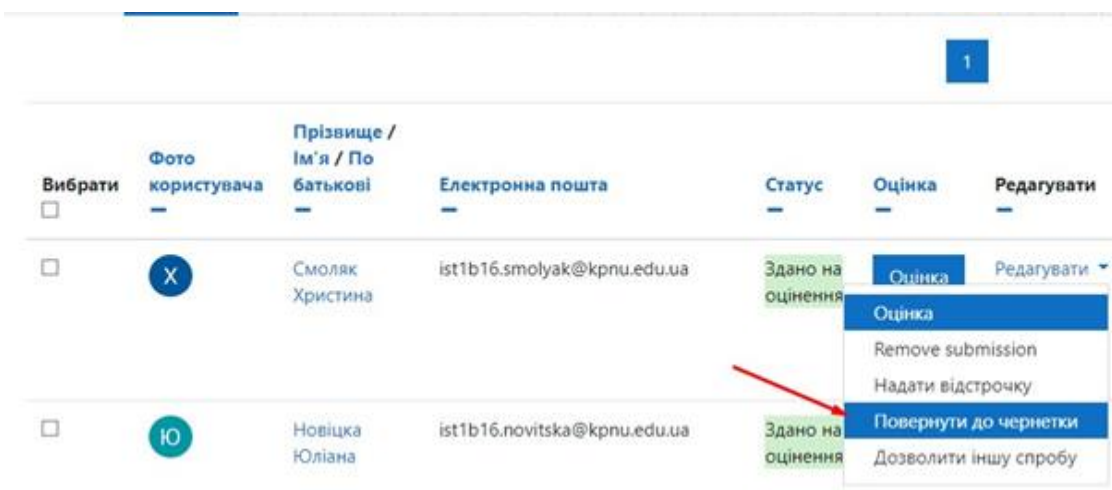 1
Вибрати
Фото
користувача
Прізвище /
Ім'я / По
батькові
Електронна пошта
Статус
Оцінка
Редагувати
Х
Смоляк
Христина
ist1b16.smolyak@kpnu.edu.ua
Здано на
оцінення
Оцінка
Редагувати
Оцінка
Remove submission
Надати відстрочку
Повернути до чернетки
Дозволити іншу спробу
Ю
Новіцка
Юліана
ist1b16.novitska@kpnu.edu.ua
Здано на
оцінення